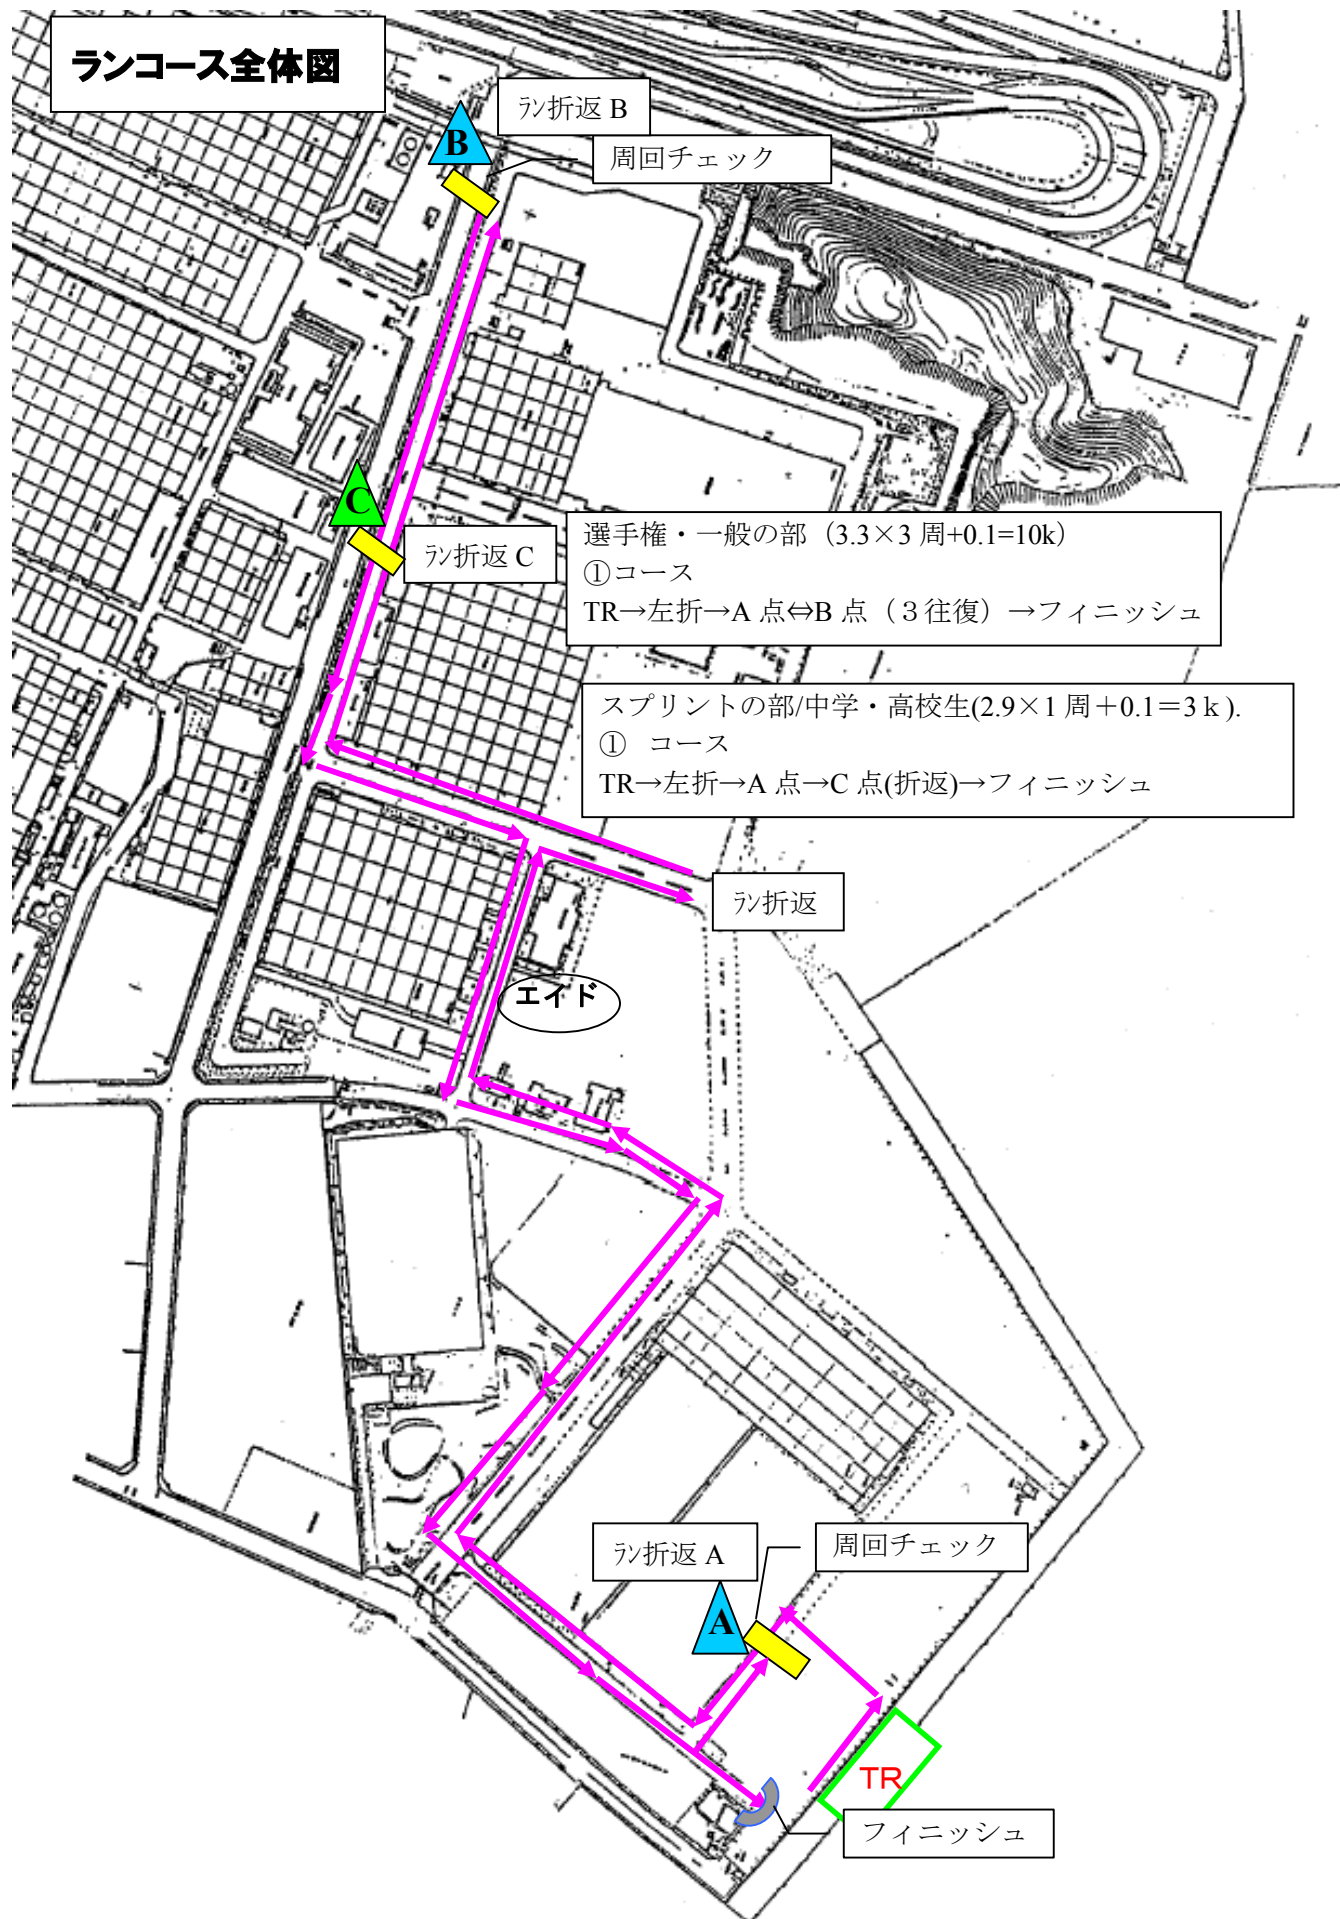 ランコース全体図
ﾗﾝ折返 B
B
周回チェック
C
ﾗﾝ折返 C
選手権・一般の部（3.3×3 周+0.1=10k）
①コース
TR→左折→A 点⇔B 点（３往復）→フィニッシュ
スプリントの部/中学・高校生(2.9×1 周＋0.1＝3ｋ).
① コース
TR→左折→A 点→C 点(折返)→フィニッシュ
ﾗﾝ折返
エイド
ﾗﾝ折返 A
周回チェック
A
TR
フィニッシュ